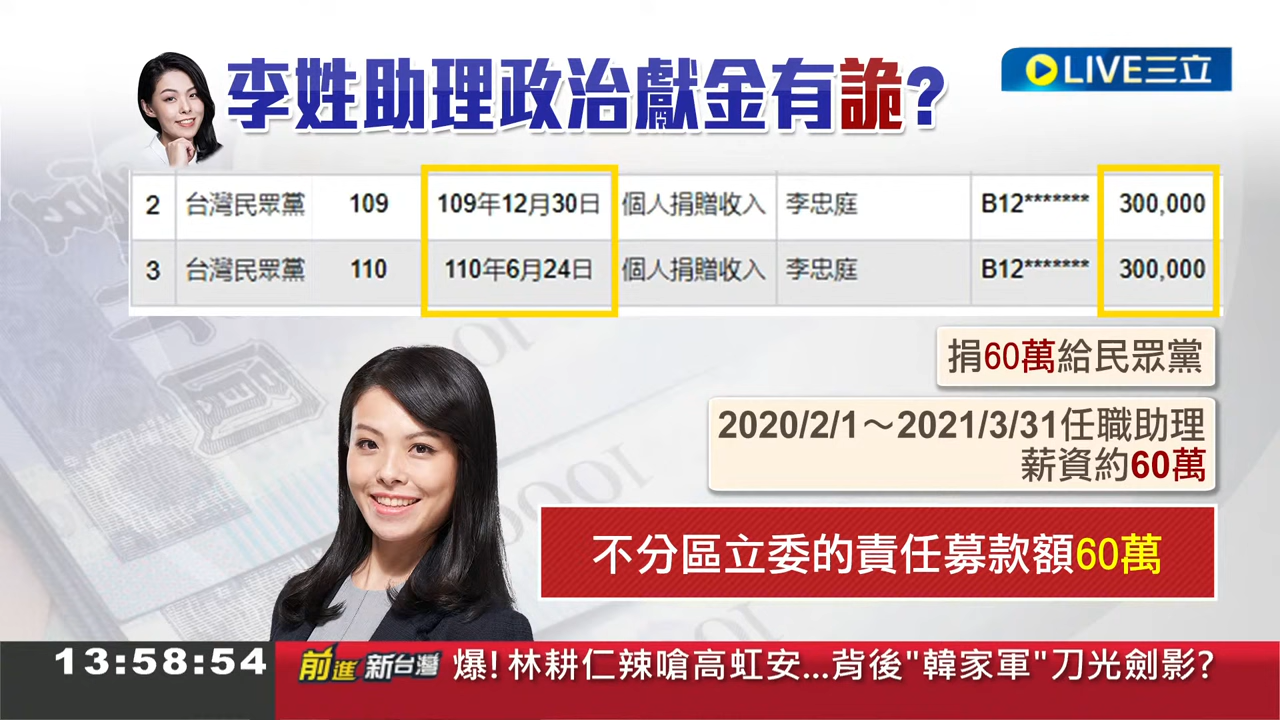 李姓助理政治獻金有詭?
LIVE三立
2 台灣民眾黨 109 109年12月30日 個人捐贈收入 李忠庭 B12******* 300,000
3 台灣民眾黨 110 110年6月24日 個人捐贈收入 李忠庭 B12******* 300,000
捐60萬給民眾黨
2020/2/1～2021/3/31任職助理
薪資約60萬
不分區立委的責任募款額60萬
13:58:54 前進新台灣 爆!林耕仁辣嗆高虹安...背後"韓家軍"刀光劍影?